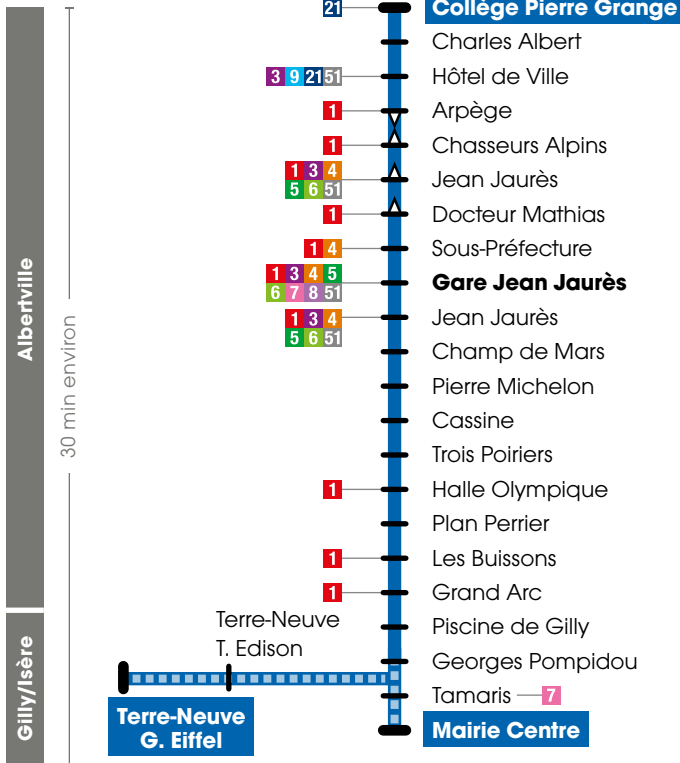 21 Collège Pierre Grange
Charles Albert
3 9 21 51 Hôtel de Ville
1 Arpège
1 Chasseurs Alpins
1 3 4
5 6 51
Jean Jaurès
1 Docteur Mathias
1 4 Sous-Préfecture
1 3 4 5
6 7 8 51
Gare Jean Jaurès
1 3 4
5 6 51
Jean Jaurès
Champ de Mars
Pierre Michelon
Cassine
Trois Poiriers
1 Halle Olympique
Plan Perrier
1 Les Buissons
1 Grand Arc
Piscine de Gilly
Georges Pompidou
Tamaris 7
Mairie Centre
Terre-Neuve
T. Edison
Terre-Neuve
G. Eiffel
Albertville
Gilly/Isère
30 min environ